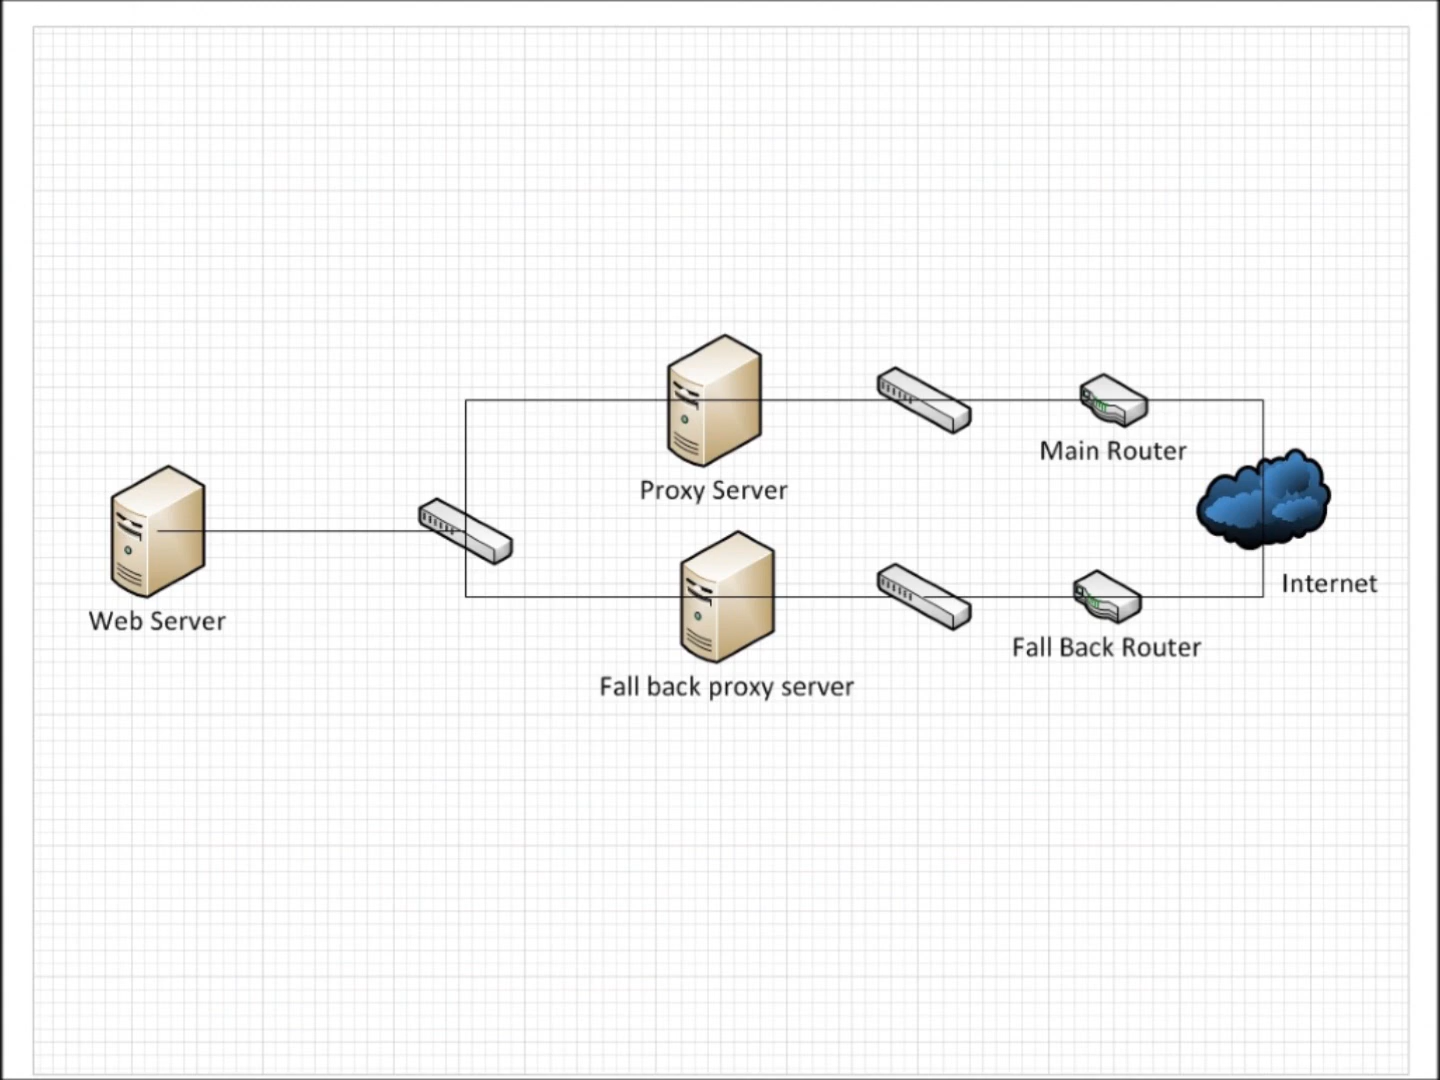 Main Router
Proxy Server
Internet
Web Server
Fall Back Router
Fall back proxy server